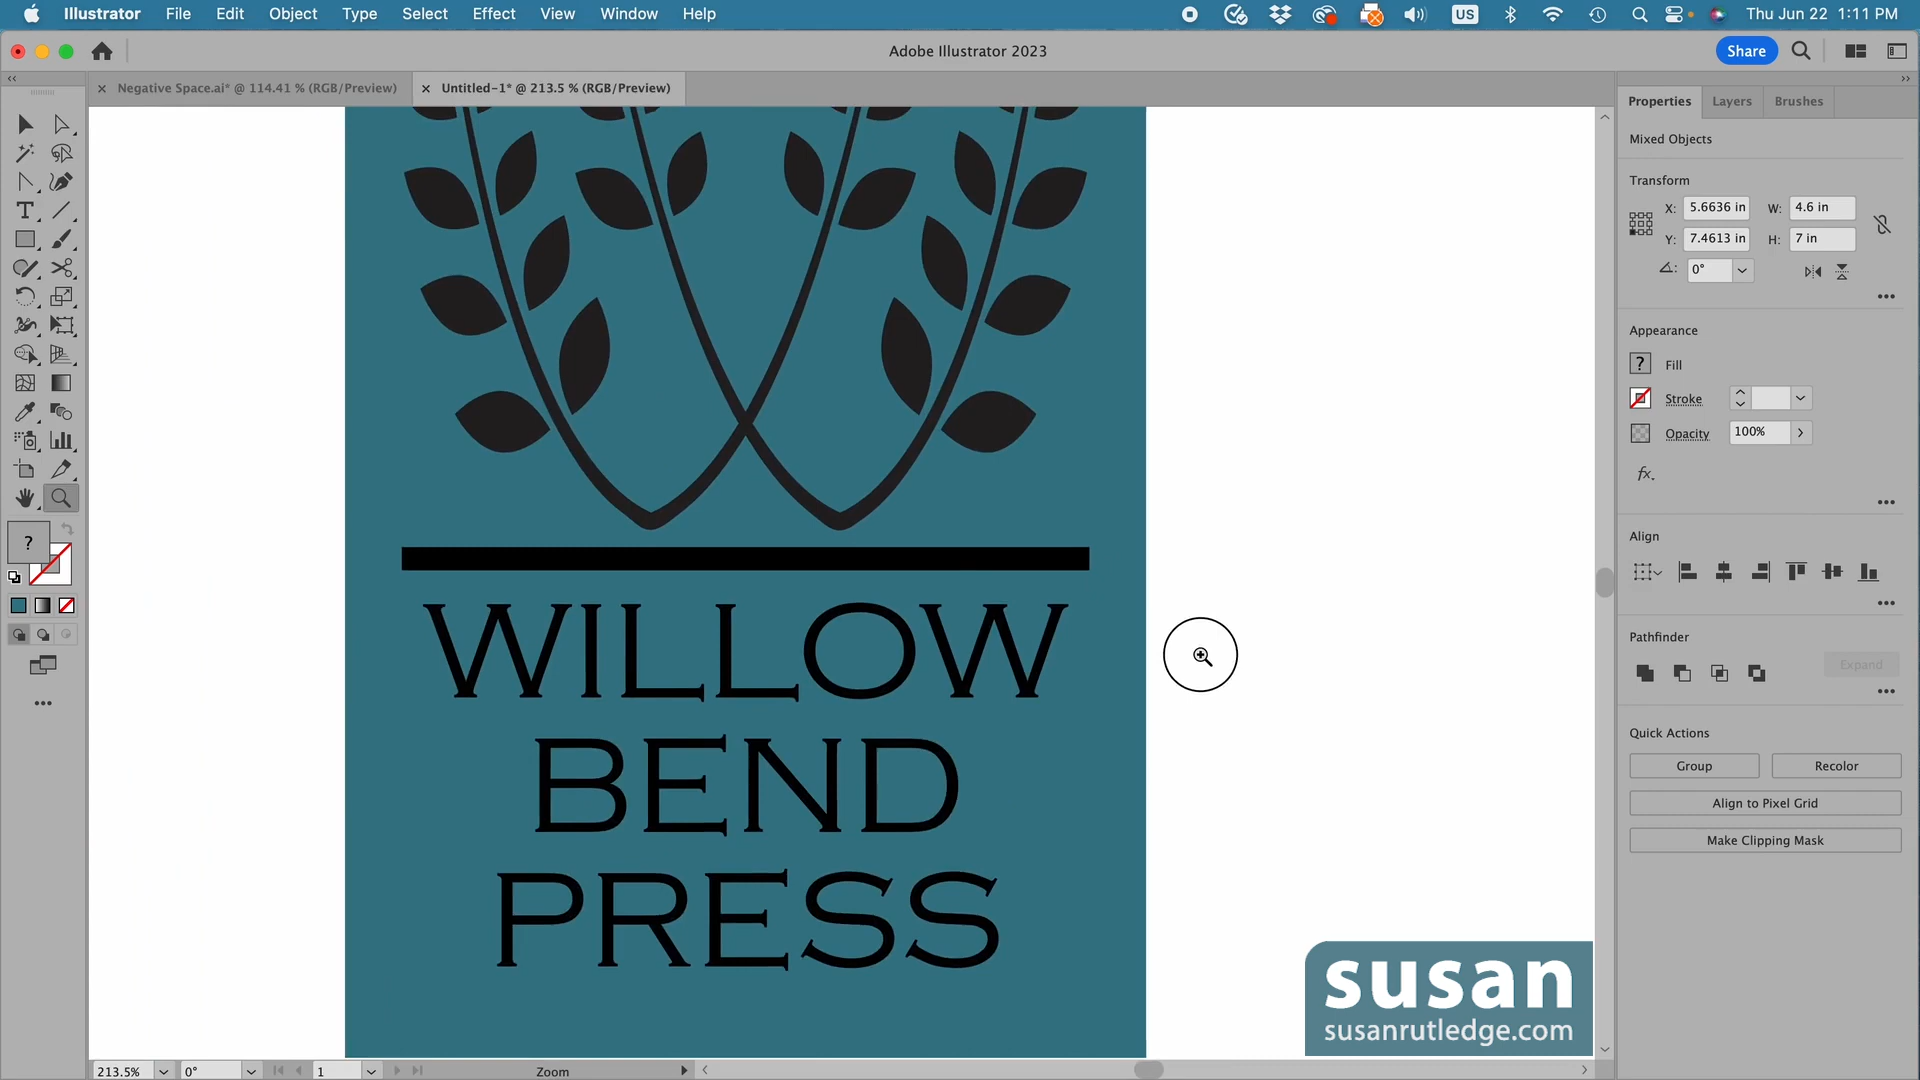 Illustrator File Edit Object Type Select Effect View Window Help US Thu Jun 22 1:11 PM
Adobe Illustrator 2023 Share
× Negative Space.ai* @ 114.41 % (RGB/Preview) × Untitled-1* @ 213.5 % (RGB/Preview)
Properties Layers Brushes
Mixed Objects
Transform
X: 5.6636 in W: 4.6 in
Y: 7.4613 in H: 7 in
0°
Appearance
? Fill
Stroke
Opacity 100%
fx.
Align
Pathfinder
Expand
Quick Actions
Group Recolor
Align to Pixel Grid
Make Clipping Mask
?
WILLOW
BEND
PRESS
susan
susanrutledge.com
213.5% 0° 1 Zoom